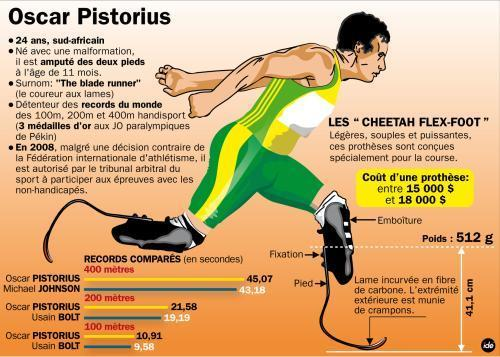 Oscar Pistorius
• 24 ans, sud-africain
• Né avec une malformation,
il est amputé des deux pieds
à l'âge de 11 mois.
• Surnom: "The blade runner"
(le coureur aux lames)
• Détenteur des records du monde
des 100m, 200m et 400m handisport
(3 médailles d'or aux JO paralympiques
de Pékin)
• En 2008, malgré une décision contraire de
la Fédération internationale d'athlétisme, il
est autorisé par le tribunal arbitral du
sport à participer aux épreuves avec les
non-handicapés.
LES " CHEETAH FLEX-FOOT "
Légères, souples et puissantes,
ces prothèses sont conçues
spécialement pour la course.
Coût d'une prothèse:
entre 15 000 $
et 18 000 $
Emboîture
Poids : 512 g
Fixation
Pied
Lame incurvée en fibre
de carbone. L'extrémité
extérieure est munie
de crampons.
41,1 cm
RECORDS COMPARÉS (en secondes)
400 mètres
Oscar PISTORIUS 45,07
Michael JOHNSON 43,18
200 mètres
Oscar PISTORIUS 21,58
Usain BOLT 19,19
100 mètres
Oscar PISTORIUS 10,91
Usain BOLT 9,58
ide